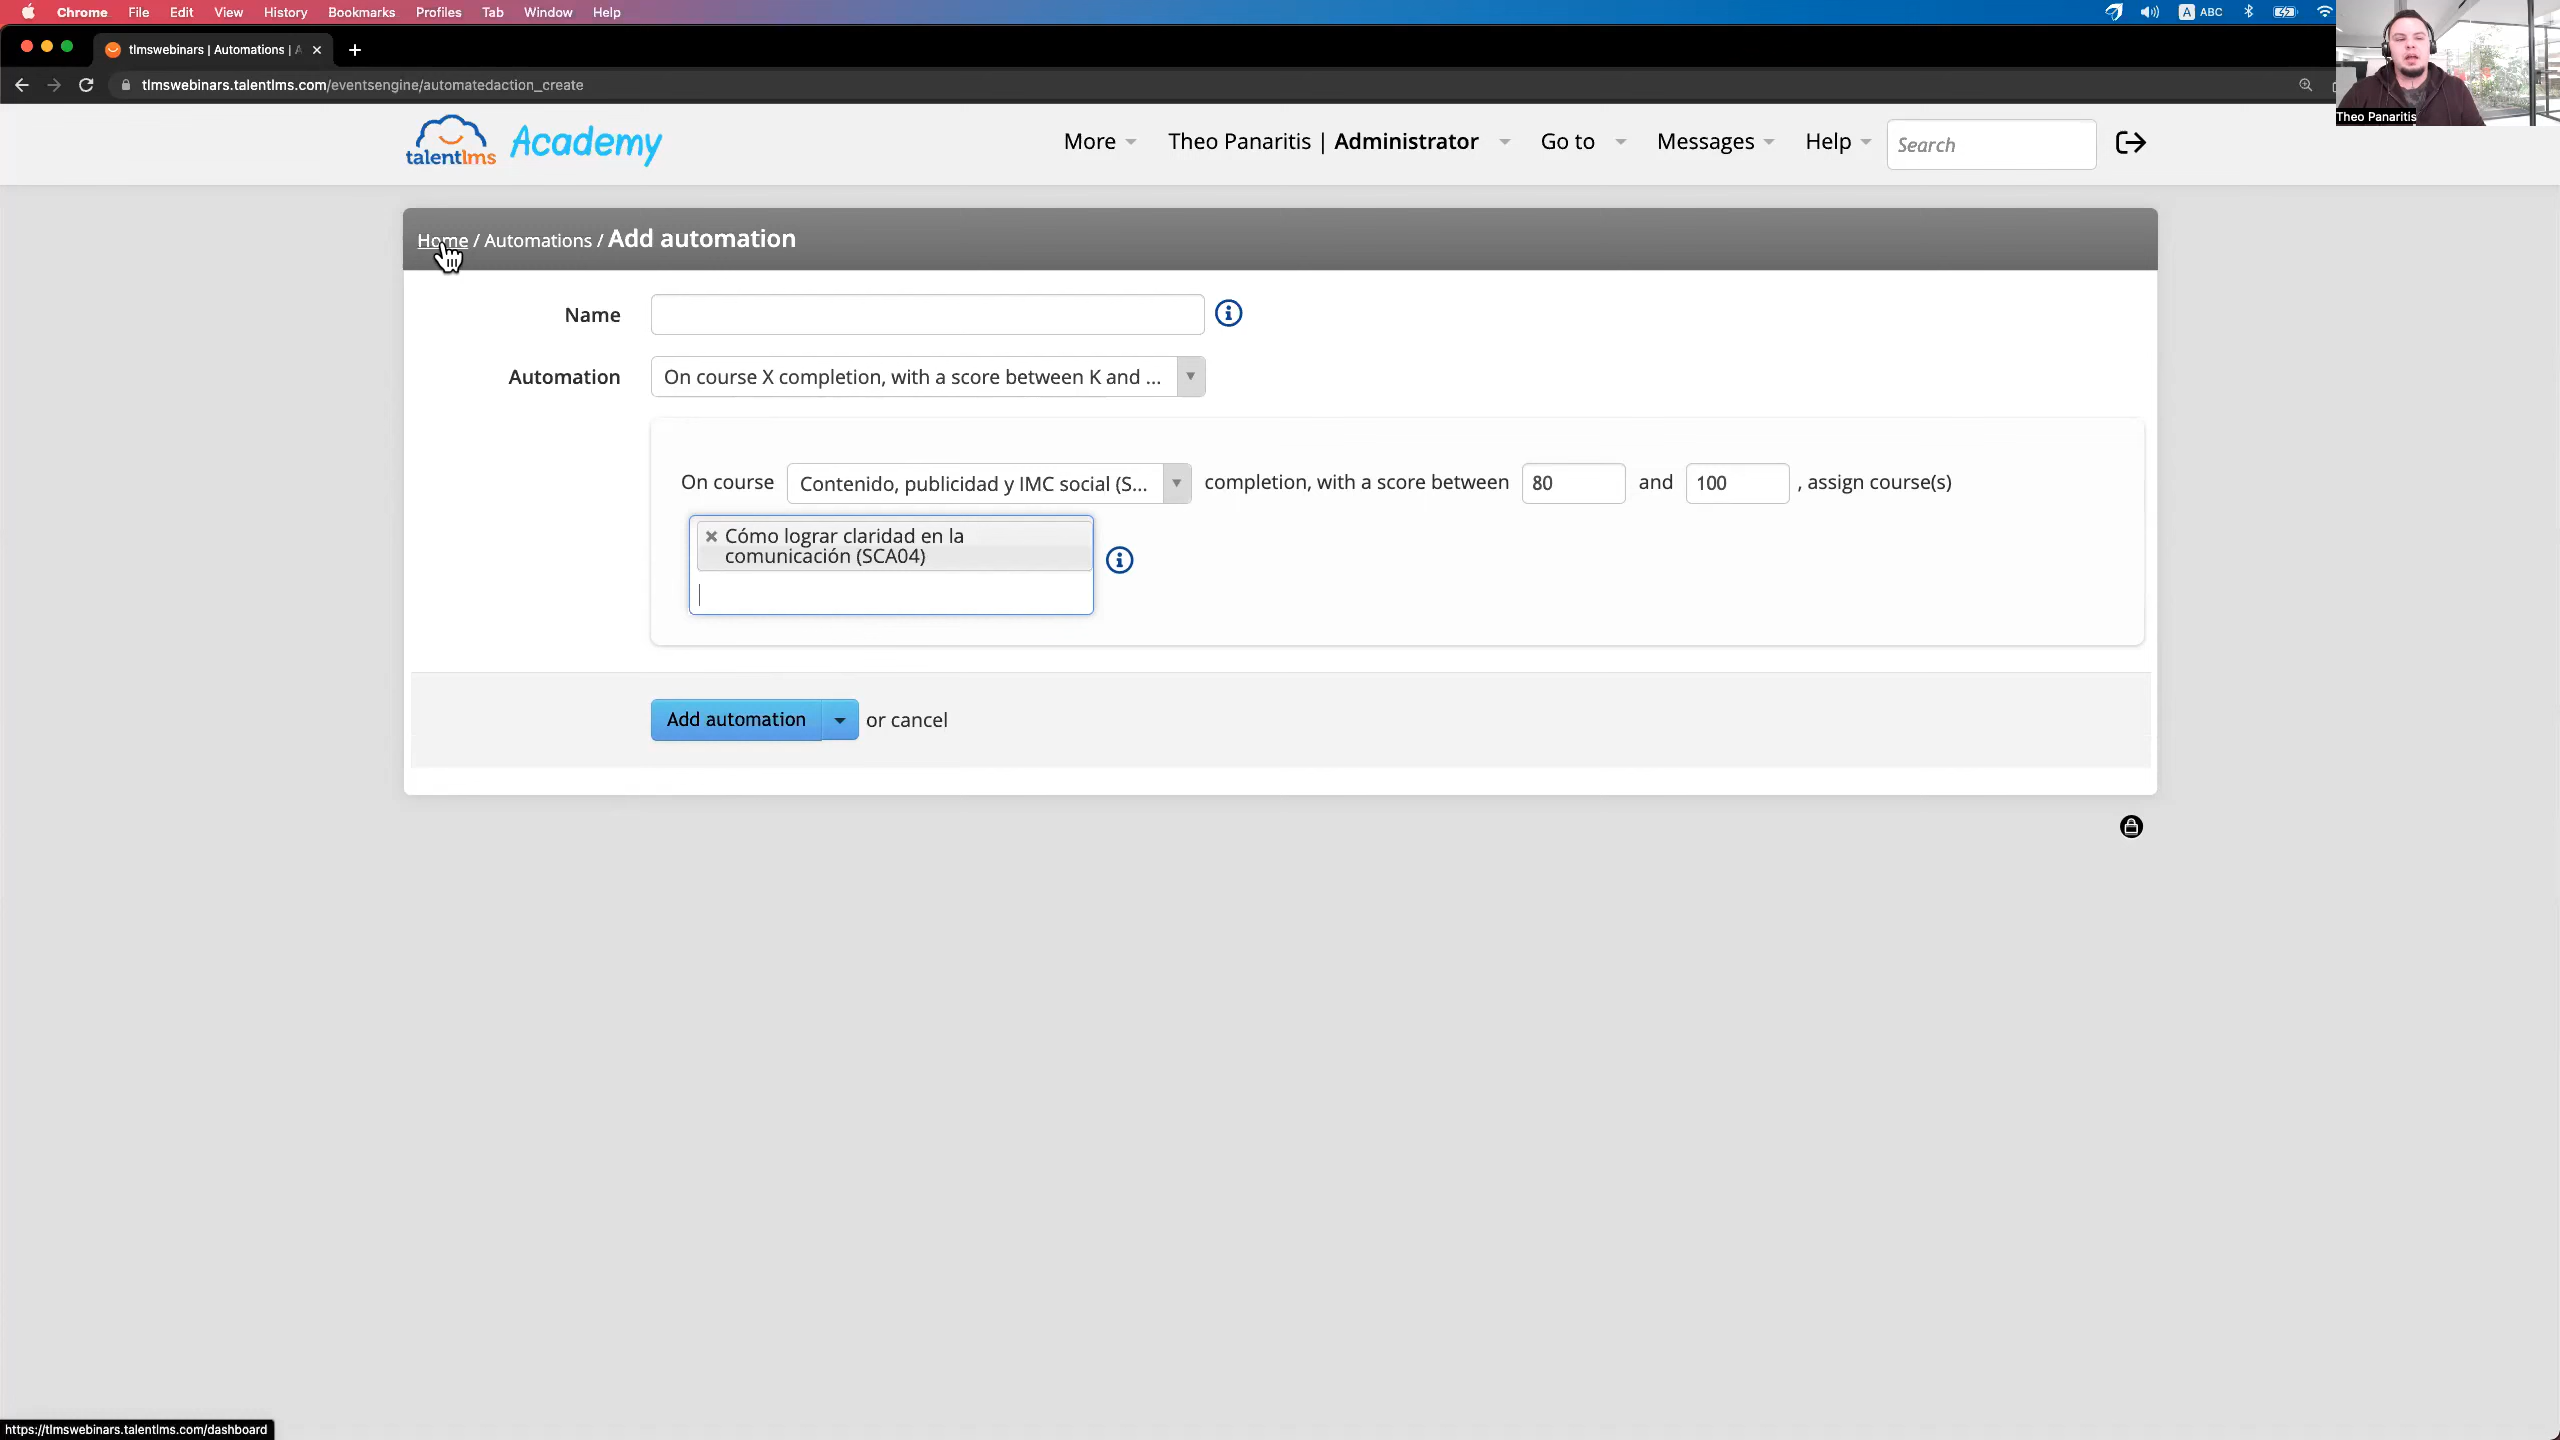 Chrome File Edit View History Bookmarks Profiles Tab Window Help
A ABC
tlmswebinars | Automations | A
tlmswebinars.talentlms.com/eventsengine/automatedaction_create
Theo Panaritis
talentlms Academy
More Theo Panaritis | Administrator Go to Messages Help Search
Home / Automations / Add automation
Name
Automation On course X completion, with a score between K and ...
On course Contenido, publicidad y IMC social (S... completion, with a score between 80 and 100 , assign course(s)
Cómo lograr claridad en la
comunicación (SCA04)
Add automation or cancel
https://tlmswebinars.talentlms.com/dashboard